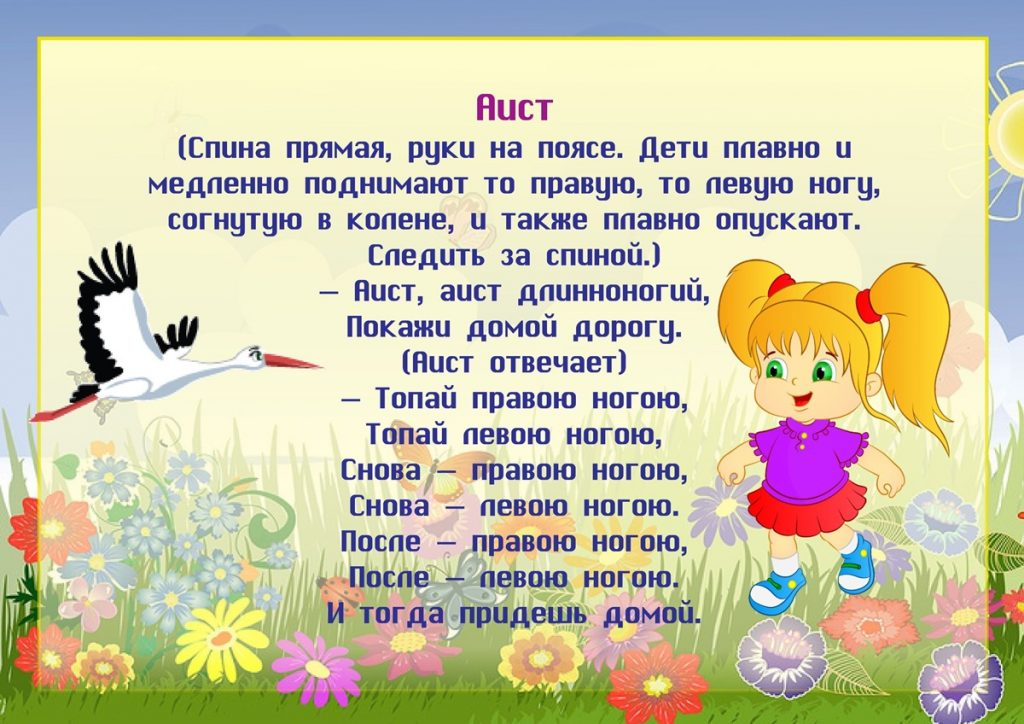 Аист
(Спина прямая, руки на поясе. Дети плавно и
медленно поднимают то правую, то левую ногу,
согнутую в колене, и также плавно опускают.
Следить за спиной.)
– Аист, аист длинноногий,
Покажи домой дорогу.
(Аист отвечает)
– Топай правою ногою,
Топай левою ногою,
Снова – правою ногою,
Снова – левою ногою.
После – правою ногою,
После – левою ногою.
И тогда придешь домой.